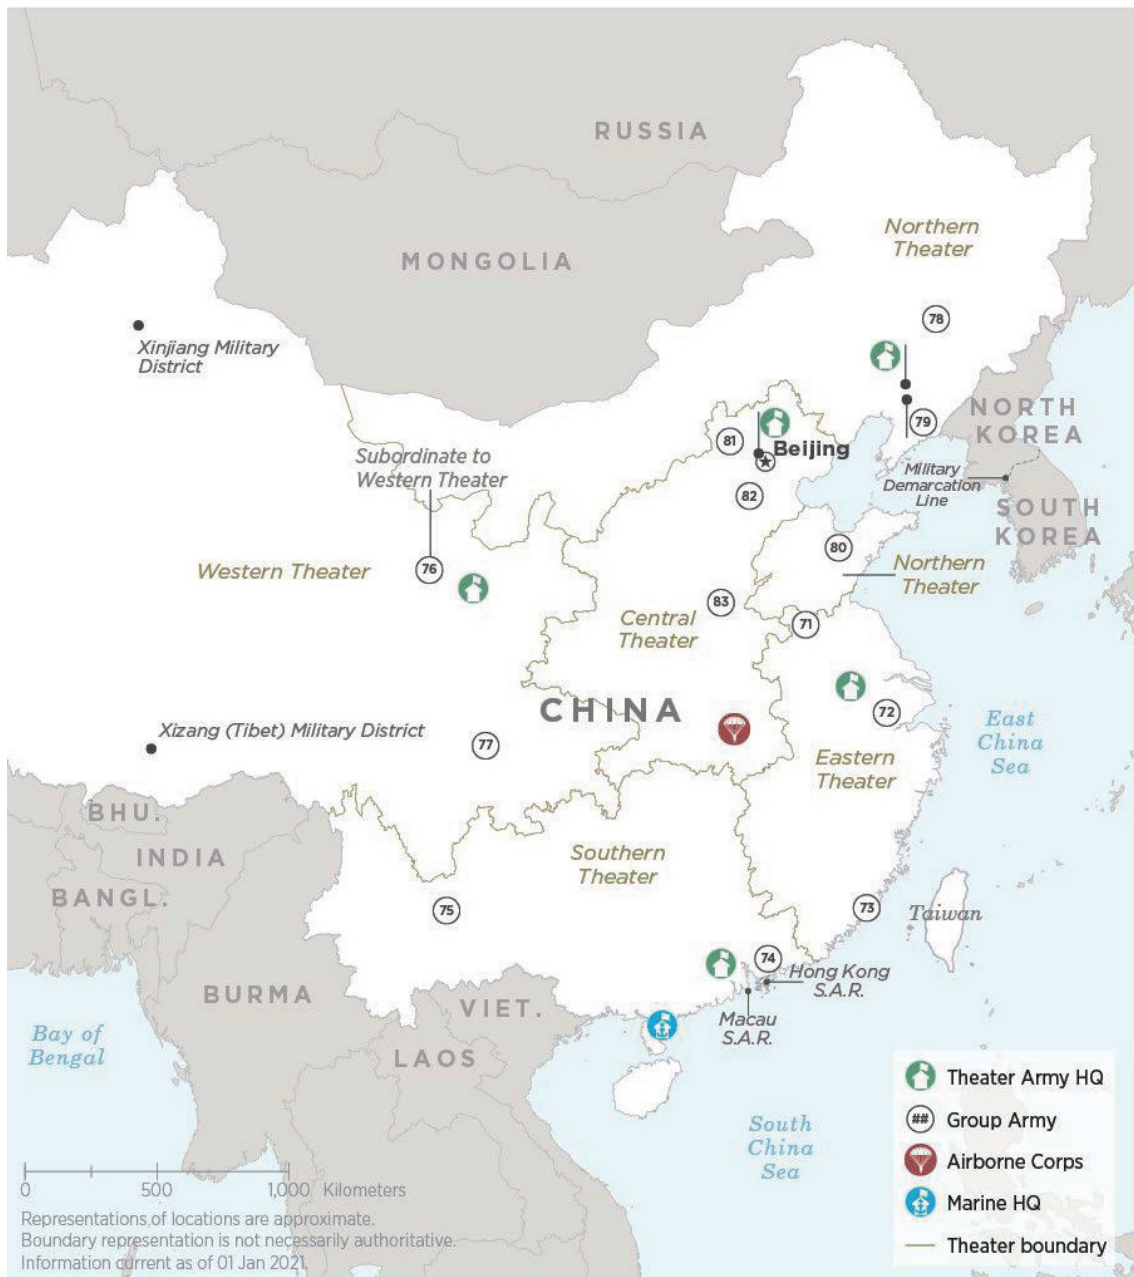 RUSSIA
Northern
Theater
MONGOLIA
78
Xinjiang Military
District
NORTH
KOREA
79
81
Beijing
Subordinate to
Western Theater
Military
Demarcation
Line
82
SOUTH
KOREA
80
Western Theater
76
Northern
Theater
83
Central
Theater
71
CHINA
72
East
China
Sea
Xizang (Tibet) Military District
77
Eastern
Theater
BHU.
INDIA
BANGL.
Southern
Theater
75
73
Taiwan
74
Hong Kong
S.A.R.
BURMA
VIET.
Macau
S.A.R.
Bay of
Bengal
LAOS
Theater Army HQ
## Group Army
South
China
Sea
Airborne Corps
Marine HQ
Theater boundary
0 500 1,000 Kilometers
Representations of locations are approximate.
Boundary representation is not necessarily authoritative.
Information current as of 01 Jan 2021.